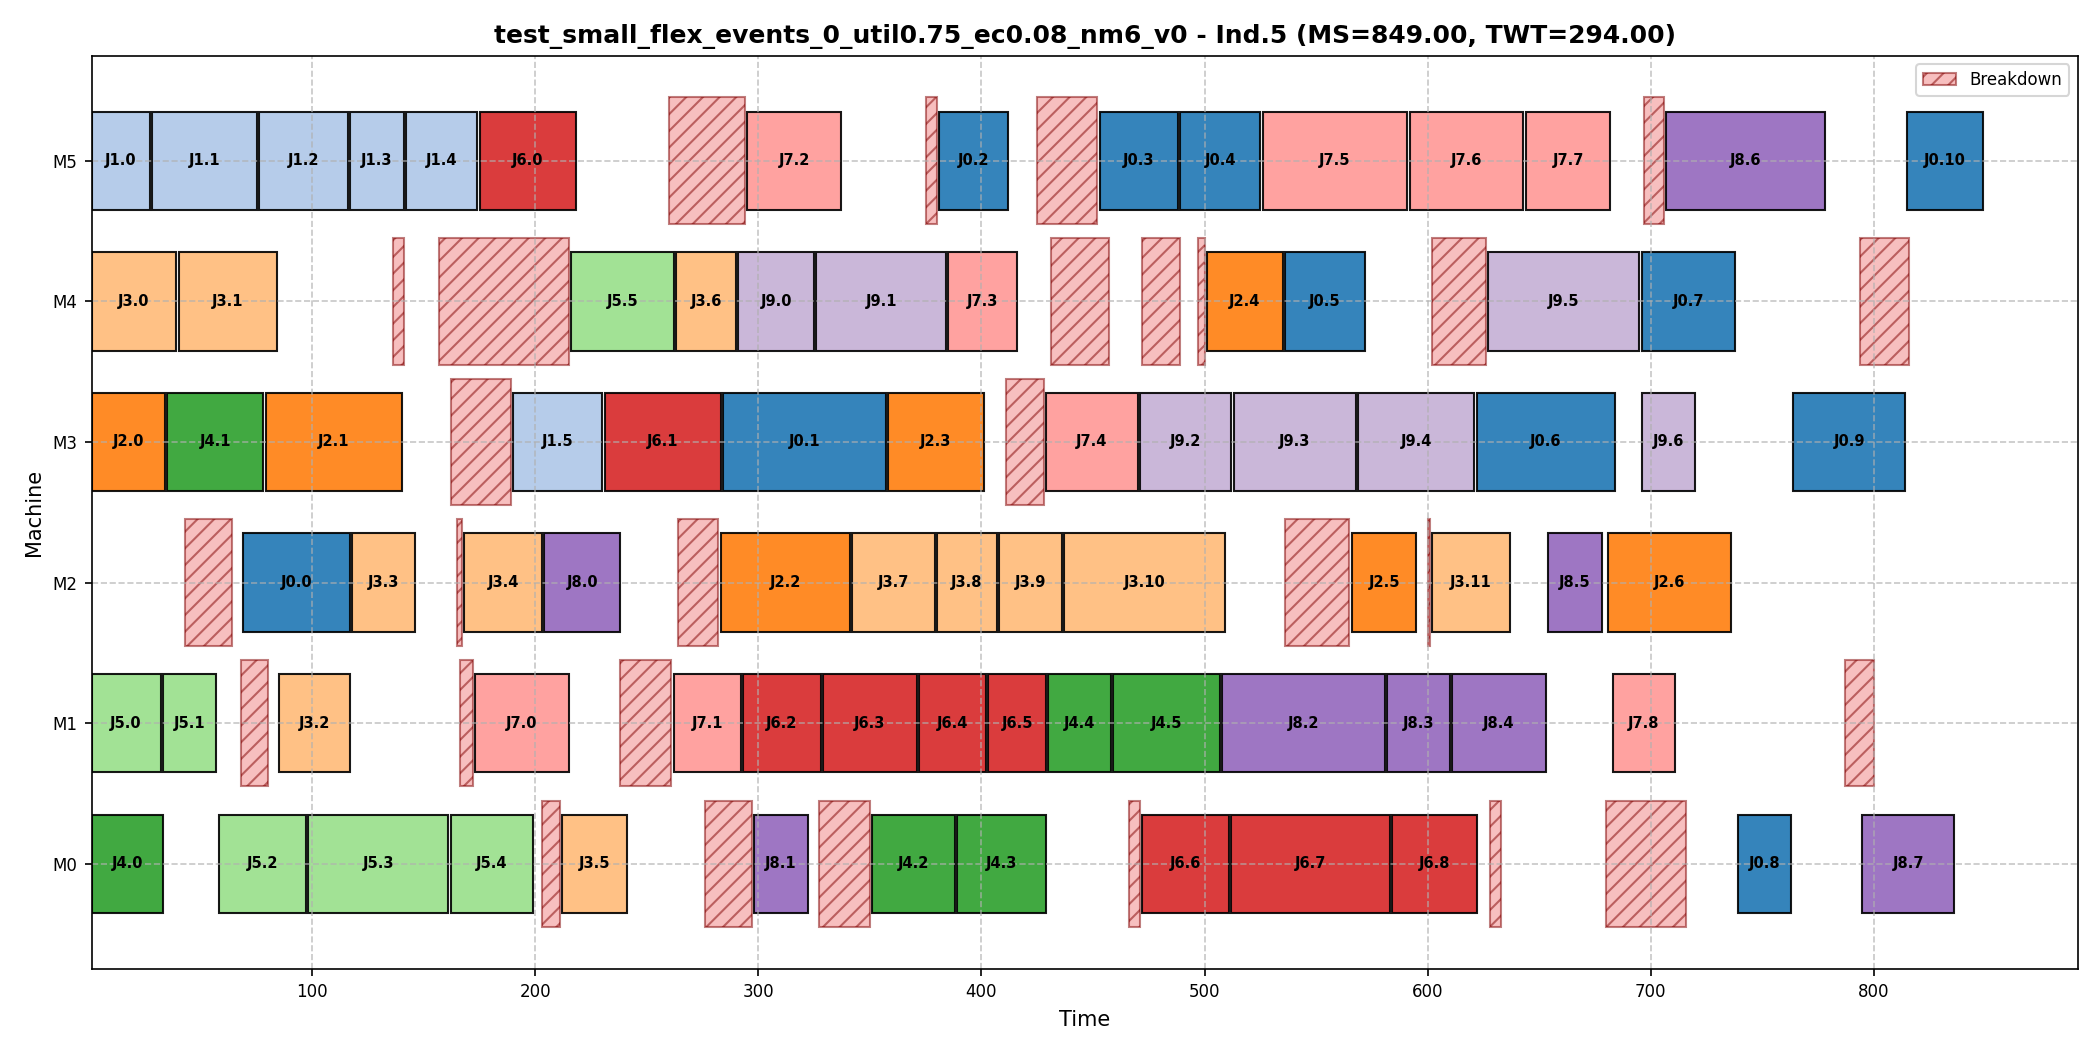 test_small_flex_events_0_util0.75_ec0.08_nm6_v0 - Ind.5 (MS=849.00, TWT=294.00)
Breakdown
M5 J1.0 J1.1 J1.2 J1.3 J1.4 J6.0 J7.2 J0.2 J0.3 J0.4 J7.5 J7.6 J7.7 J8.6 J0.10
M4 J3.0 J3.1 J5.5 J3.6 J9.0 J9.1 J7.3 J2.4 J0.5 J9.5 J0.7
M3 J2.0 J4.1 J2.1 J1.5 J6.1 J0.1 J2.3 J7.4 J9.2 J9.3 J9.4 J0.6 J9.6 J0.9
Machine
M2 J0.0 J3.3 J3.4 J8.0 J2.2 J3.7 J3.8 J3.9 J3.10 J2.5 J3.11 J8.5 J2.6
M1 J5.0 J5.1 J3.2 J7.0 J7.1 J6.2 J6.3 J6.4 J6.5 J4.4 J4.5 J8.2 J8.3 J8.4 J7.8
M0 J4.0 J5.2 J5.3 J5.4 J3.5 J8.1 J4.2 J4.3 J6.6 J6.7 J6.8 J0.8 J8.7
100 200 300 400 500 600 700 800
Time